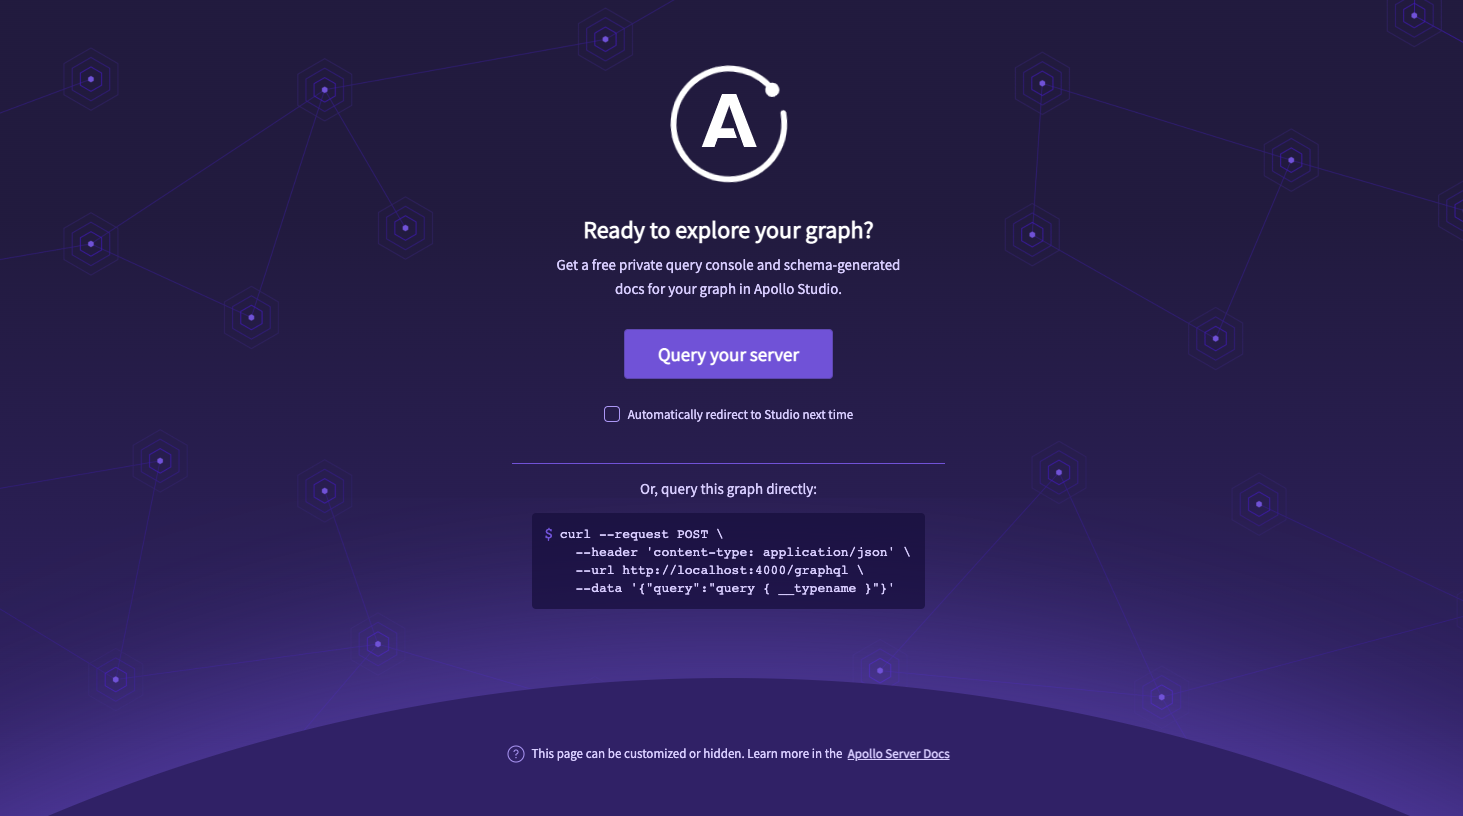 A
Ready to explore your graph?
Get a free private query console and schema-generated
docs for your graph in Apollo Studio.
Query your server
Automatically redirect to Studio next time
Or, query this graph directly:
$ curl --request POST \
--header 'content-type: application/json' \
--url http://localhost:4000/graphql \
--data '{"query":"query { __typename }"}'
? This page can be customized or hidden. Learn more in the Apollo Server Docs